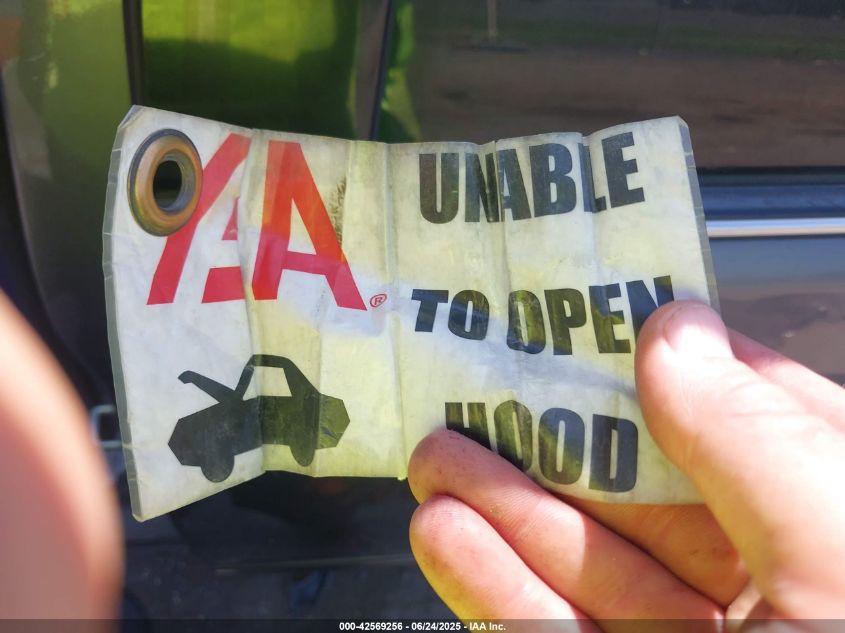 IAA®
UNABLE
TO OPEN
HOOD
000-42569256 - 06/24/2025 - IAA Inc.